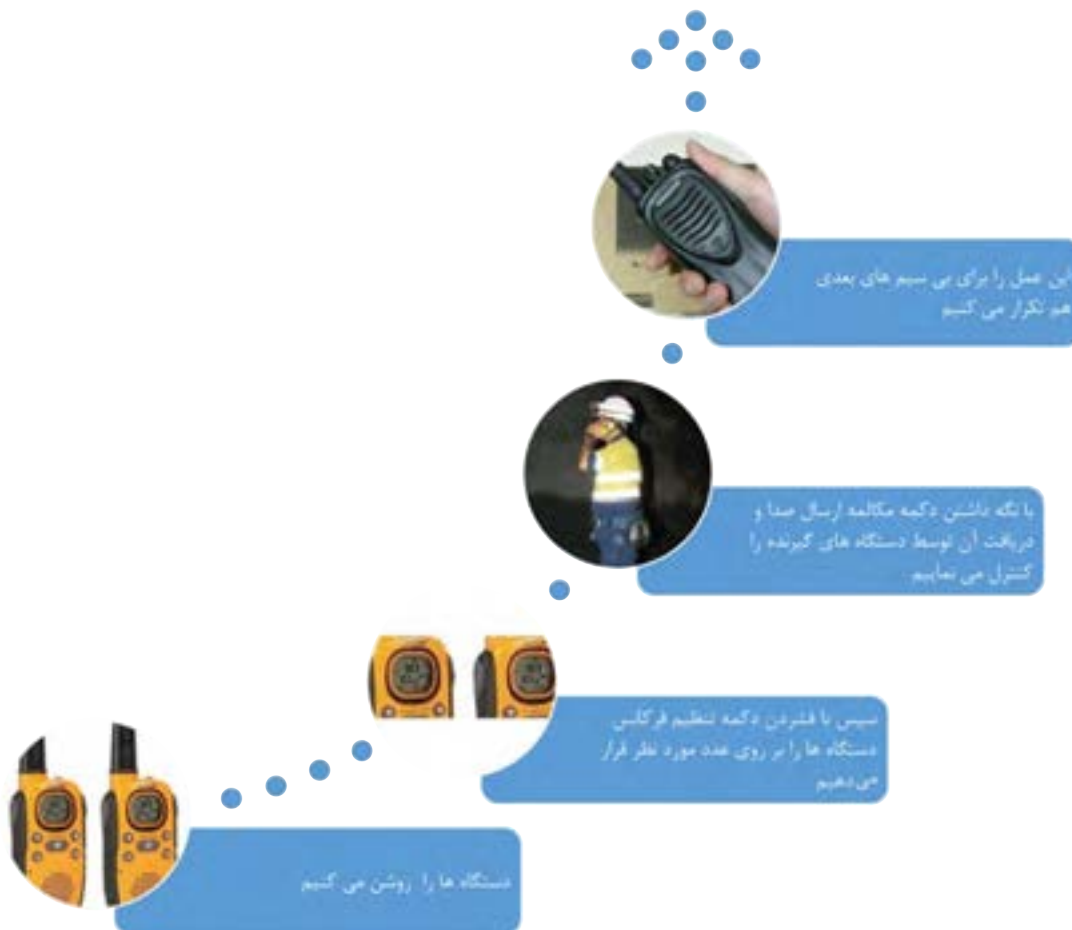 این عمل را برای بی سیم های بعدی
هم تکرار می کنیم
با نگه داشتن دکمه مکالمه ارسال صدا و
دریافت آن توسط دستگاه های گیرنده را
کنترل می نماییم
سپس با فشردن دکمه تنظیم فرکانس
دستگاه ها را بر روی عدد مورد نظر قرار
می‌دهیم
دستگاه ها را روشن می کنیم